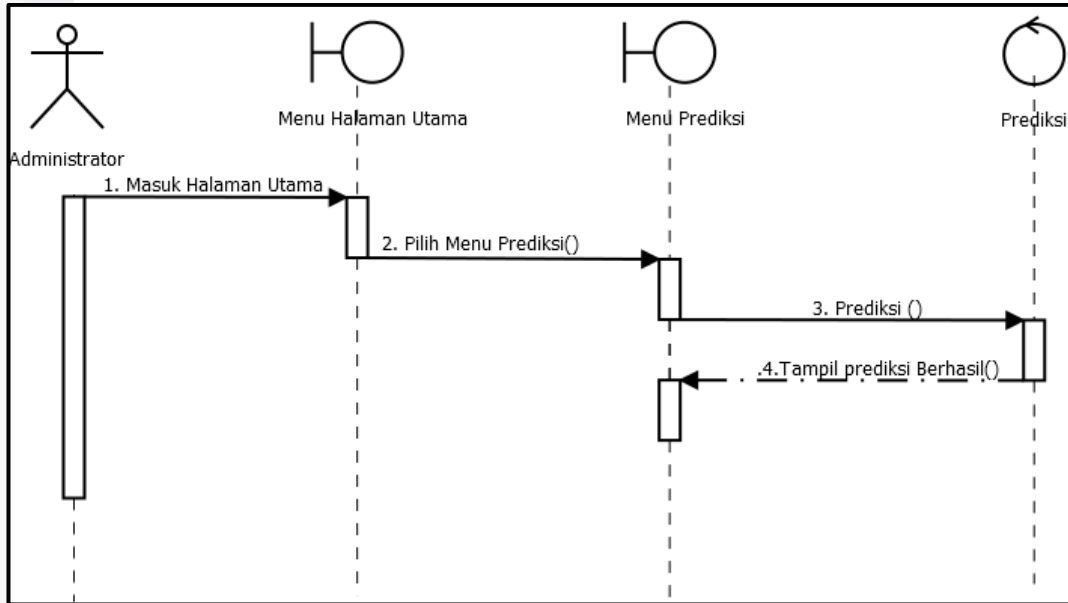 Menu Halaman Utama
Menu Prediksi
Prediksi
Administrator
1. Masuk Halaman Utama
2. Pilih Menu Prediksi()
3. Prediksi ()
.4.Tampil prediksi Berhasil()